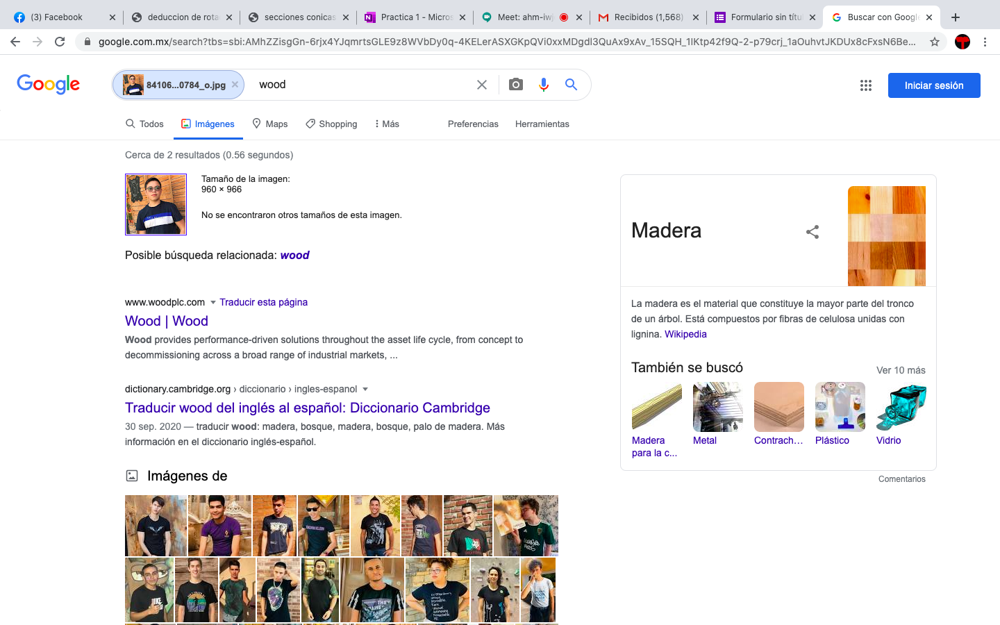 (3) Facebook
deduccion de rota
secciones conicas
Practica 1 - Micros
Meet: ahm-iwj
Recibidos (1,568)
Formulario sin títu
Buscar con Google
google.com.mx/search?tbs=sbi:AMhZZisgGn-6rjx4YJqmrtsGLE9z8WVbDy0q-4KELerASXGKpQVi0xxMDgdl3QuAx9xAv_15SQH_1IKtp42f9Q-2-p79crj_1aOuhvtJKDUx8cFxsN6Be...
Google
84106...0784_o.jpg
wood
Iniciar sesión
Todos
Imágenes
Maps
Shopping
Más
Preferencias
Herramientas
Cerca de 2 resultados (0.56 segundos)
Tamaño de la imagen:
960 × 966
No se encontraron otros tamaños de esta imagen.
Posible búsqueda relacionada: wood
www.woodplc.com Traducir esta página
Wood | Wood
Wood provides performance-driven solutions throughout the asset life cycle, from concept to
decommissioning across a broad range of industrial markets, ...
dictionary.cambridge.org › diccionario › ingles-espanol
Traducir wood del inglés al español: Diccionario Cambridge
30 sep. 2020 — traducir wood: madera, bosque, madera, bosque, palo de madera. Más
información en el diccionario inglés-español.
Imágenes de
Madera
La madera es el material que constituye la mayor parte del tronco
de un árbol. Está compuestos por fibras de celulosa unidas con
lignina. Wikipedia
También se buscó
Ver 10 más
Madera
para la c...
Metal
Contrach...
Plástico
Vidrio
Comentarios